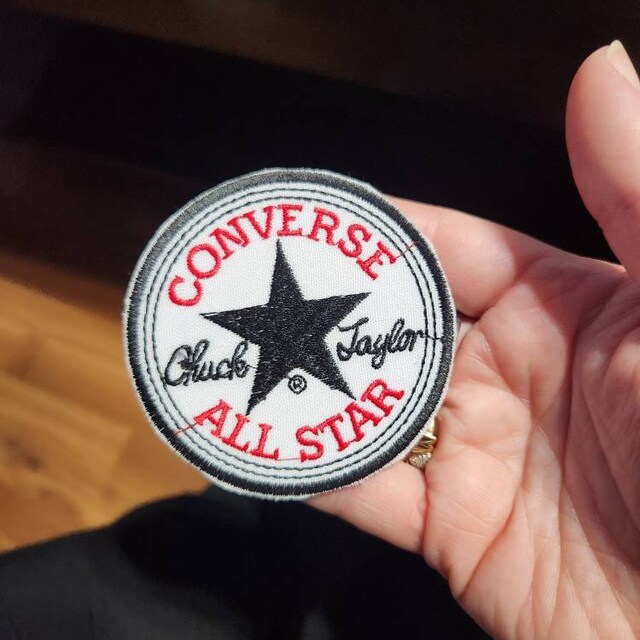 CONVERSE
Chuck Taylor
®
ALL STAR